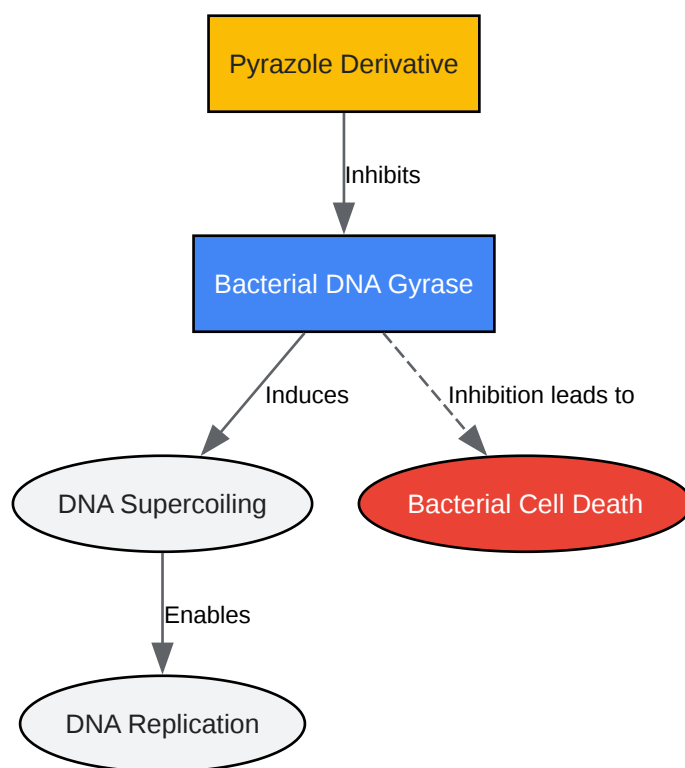 Pyrazole Derivative
Inhibits
Bacterial DNA Gyrase
Induces
Inhibition leads to
DNA Supercoiling
Bacterial Cell Death
Enables
DNA Replication